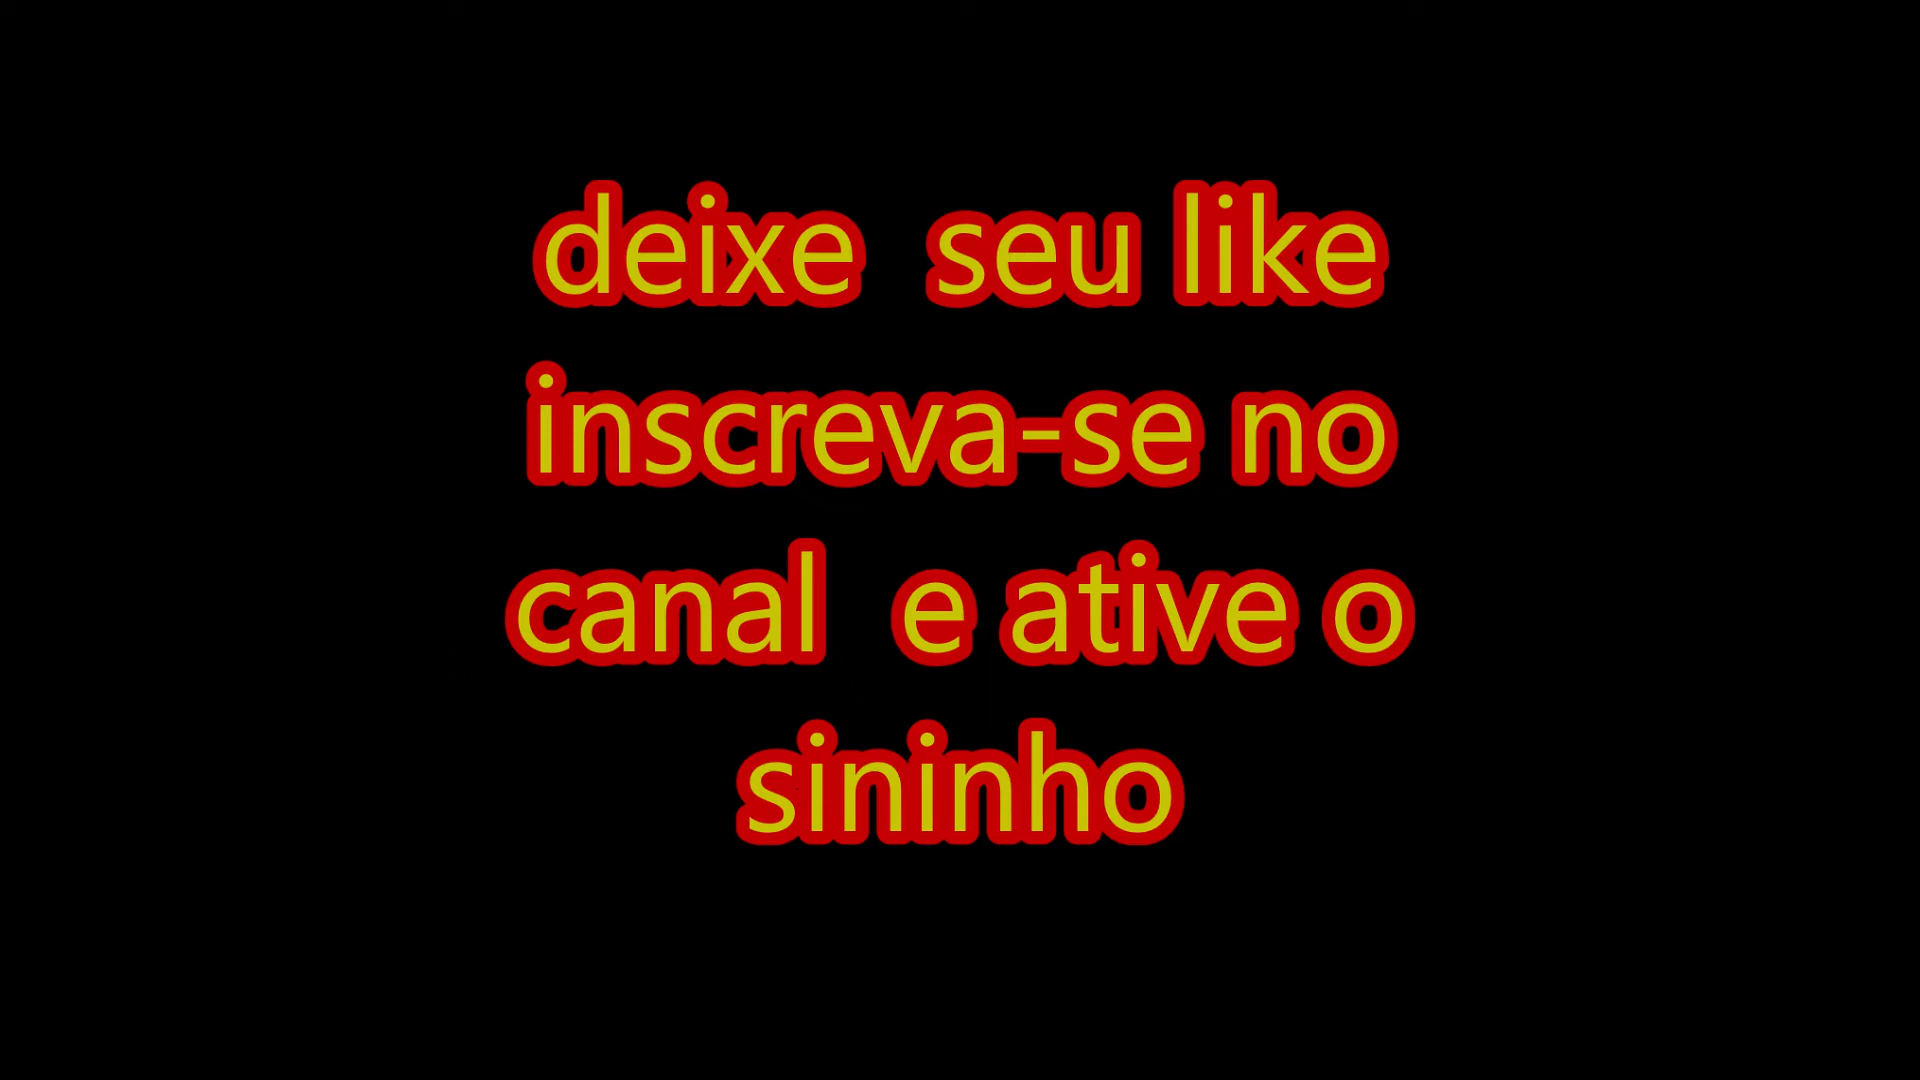 deixe  seu like
inscreva-se no
canal  e ative o
sininho